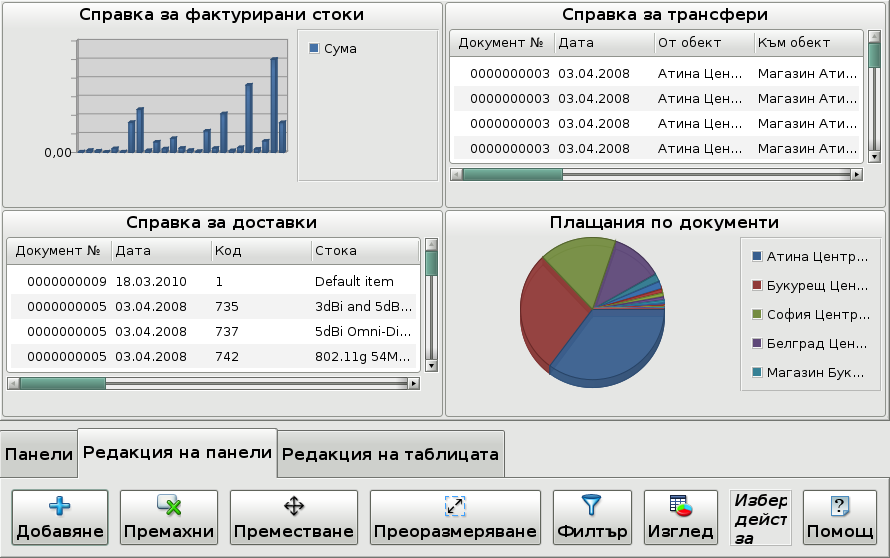 Справка за фактурирани стоки
Сума
0,00
Справка за трансфери
Документ № Дата От обект Към обект
0000000003 03.04.2008 Атина Цен... Магазин Ати...
0000000003 03.04.2008 Атина Цен... Магазин Ати...
0000000003 03.04.2008 Атина Цен... Магазин Ати...
0000000003 03.04.2008 Атина Цен... Магазин Ати...
Справка за доставки
Документ № Дата Код Стока
0000000009 18.03.2010 1 Default item
0000000005 03.04.2008 735 3dBi and 5dB...
0000000005 03.04.2008 737 5dBi Omni-Di...
0000000005 03.04.2008 742 802.11g 54M...
Плащания по документи
Атина Центр...
Букурещ Цен...
София Центр...
Белград Цен...
Магазин Бук...
Панели Редакция на панели Редакция на таблицата
Добавяне Премахни Преместване Преоразмеряване Филтър Изглед
Избер
дейст
за
Помощ